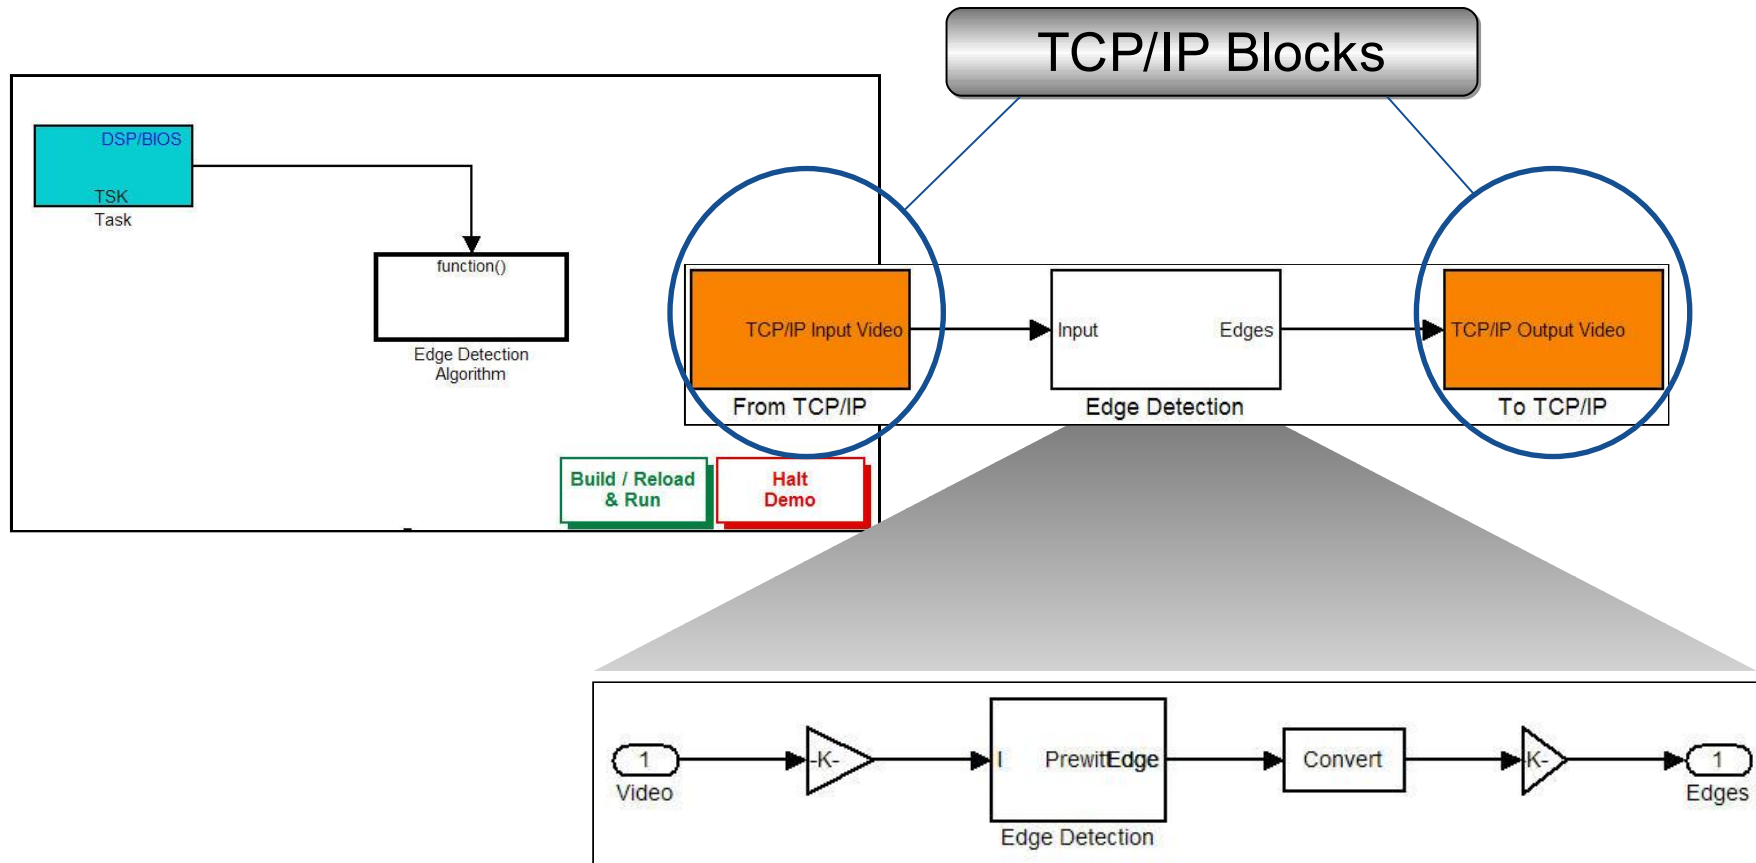 TCP/IP Blocks
DSP/BIOS
TSK
Task
function()
Edge Detection
Algorithm
TCP/IP Input Video
Input
Edges
TCP/IP Output Video
From TCP/IP
Edge Detection
To TCP/IP
Build / Reload
& Run
Halt
Demo
1
Video
-K-
I
Prewitt
Edge
Edge Detection
Convert
-K-
1
Edges